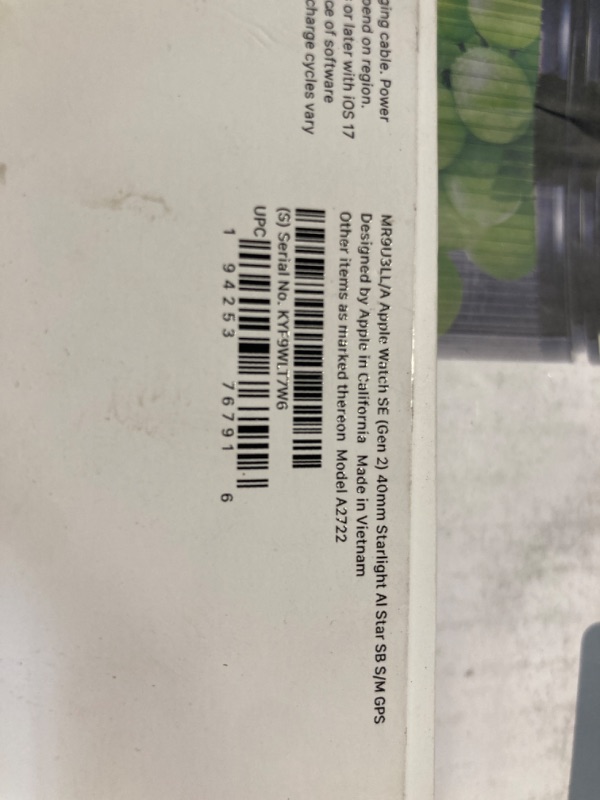 ging cable. Power
pend on region.
or later with iOS 17
ce of software
charge cycles vary
MR9U3LL/A Apple Watch SE (Gen 2) 40mm Starlight Al Star SB S/M GPS
Designed by Apple in California Made in Vietnam
Other items as marked thereon Model A2722
(S) Serial No. KYF9WLT7W6
UPC
1 94253 76791 6